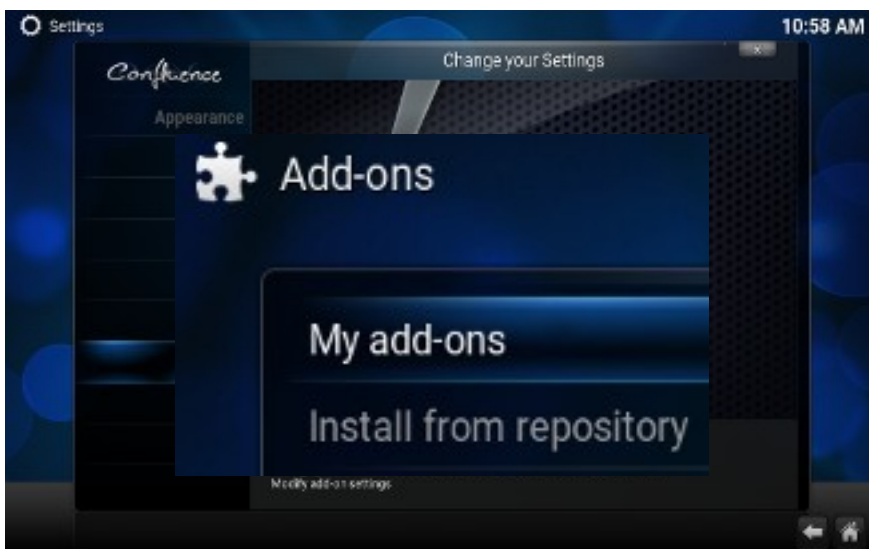 Settings
10:58 AM
Confluence
Change your Settings
x
Appearance
Add-ons
My add-ons
Install from repository
Modify add-on settings